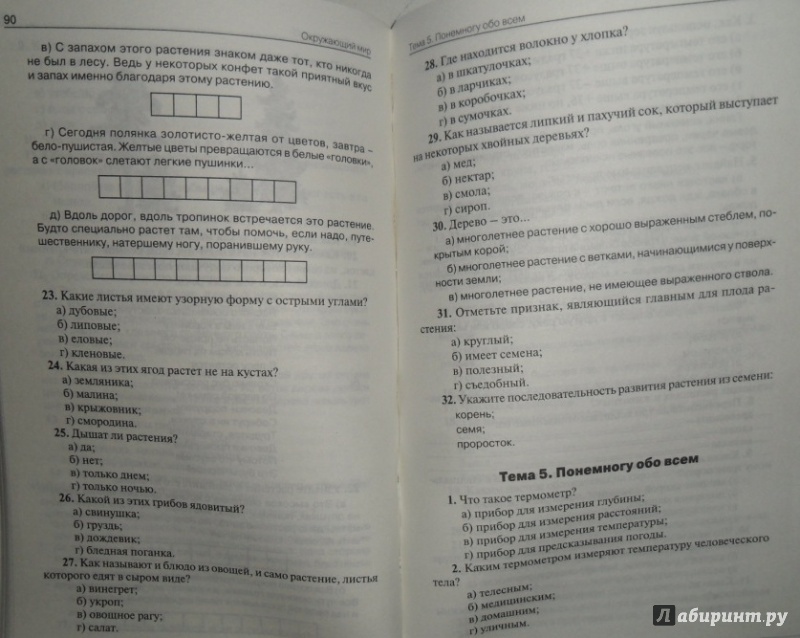 90
Окружающий мир
в) С запахом этого растения знаком даже тот, кто никогда
не был в лесу. Ведь у некоторых конфет такой приятный вкус
и запах именно благодаря этому растению.
г) Сегодня полянка золотисто-желтая от цветов, завтра –
бело-пушистая. Желтые цветы превращаются в белые «головки»,
а с «головок» слетают легкие пушинки...
д) Вдоль дорог, вдоль тропинок встречается это растение.
Будто специально растет там, чтобы помочь, если надо, путе-
шественнику, натершему ногу, поранившему руку.
23. Какие листья имеют узорную форму с острыми углами?
а) дубовые;
б) липовые;
в) еловые;
г) кленовые.
24. Какая из этих ягод растет не на кустах?
а) земляника;
б) малина;
в) крыжовник;
г) смородина.
25. Дышат ли растения?
а) да;
б) нет;
в) только днем;
г) только ночью.
26. Какой из этих грибов ядовитый?
а) свинушка;
б) груздь;
в) дождевик;
г) бледная поганка.
27. Как называют и блюдо из овощей, и само растение, листья
которого едят в сыром виде?
а) винегрет;
б) укроп;
в) овощное рагу;
г) салат.
Тема 5. Понемногу обо всем
28. Где находится волокно у хлопка?
а) в шкатулочках;
б) в ларчиках;
в) в коробочках;
г) в сумочках.
29. Как называется липкий и пахучий сок, который выступает
на некоторых хвойных деревьях?
а) мед;
б) нектар;
в) смола;
г) сироп.
30. Дерево – это...
а) многолетнее растение с хорошо выраженным стеблем, по-
крытым корой;
б) многолетнее растение с ветками, начинающимися у поверх-
ности земли;
в) многолетнее растение, не имеющее выраженного ствола.
31. Отметьте признак, являющийся главным для плода ра-
стения:
а) круглый;
б) имеет семена;
в) полезный;
г) съедобный.
32. Укажите последовательность развития растения из семени:
корень;
семя;
проросток.
Тема 5. Понемногу обо всем
1. Что такое термометр?
а) прибор для измерения глубины;
б) прибор для измерения расстояний;
в) прибор для измерения температуры;
г) прибор для предсказывания погоды.
2. Каким термометром измеряют температуру человеческого
тела?
а) телесным;
б) медицинским;
в) домашним;
г) уличным.
Лабиринт.ру